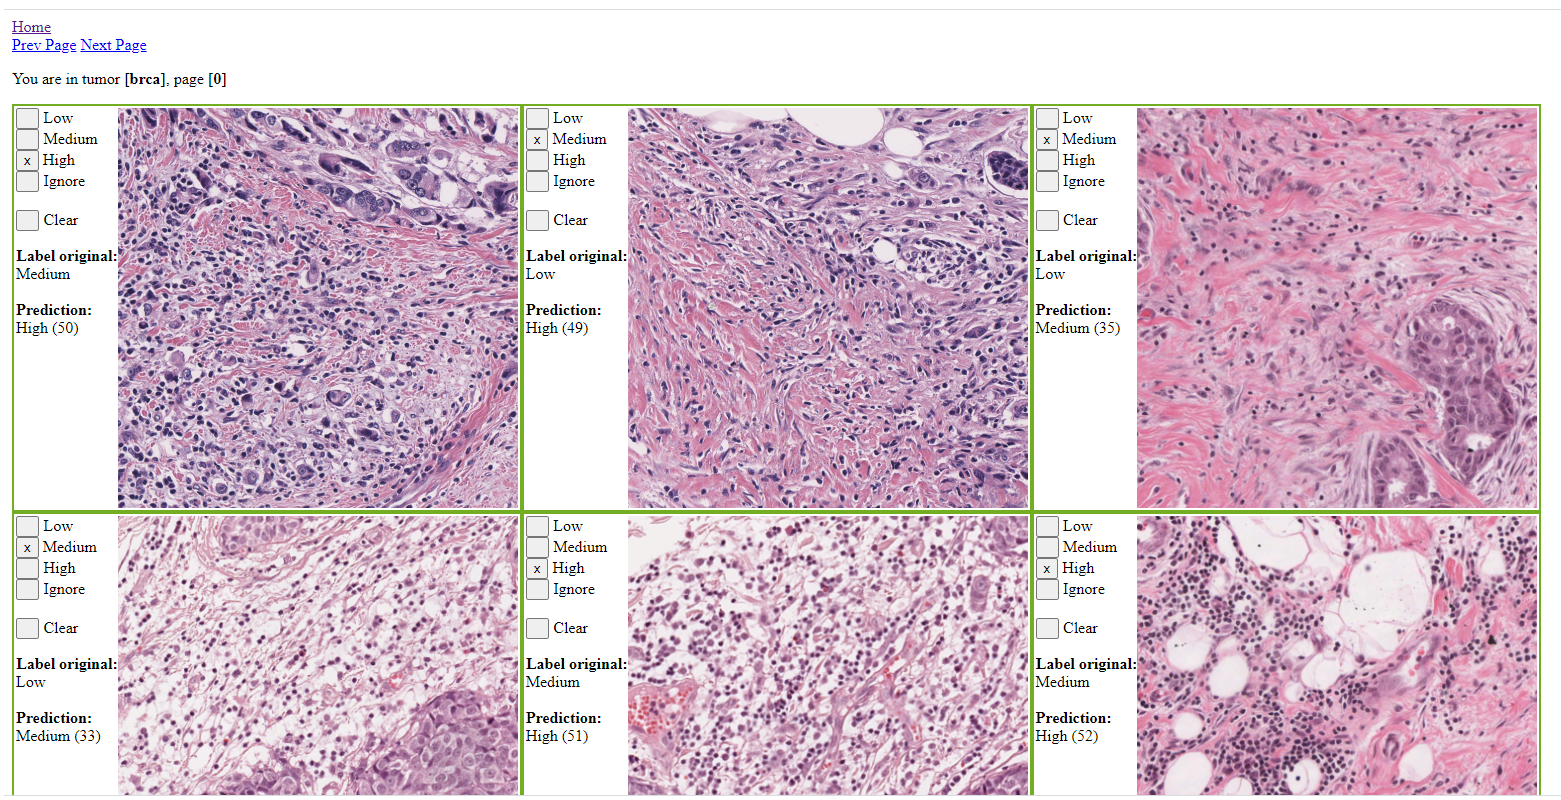 Home
Prev Page Next Page
You are in tumor [brca], page [0]
Low
Medium
x High
Ignore
Clear
Label original:
Medium
Prediction:
High (50)
Low
x Medium
High
Ignore
Clear
Label original:
Low
Prediction:
High (49)
Low
x Medium
High
Ignore
Clear
Label original:
Low
Prediction:
Medium (35)
Low
x Medium
High
Ignore
Clear
Label original:
Low
Prediction:
Medium (33)
Low
Medium
x High
Ignore
Clear
Label original:
Medium
Prediction:
High (51)
Low
Medium
x High
Ignore
Clear
Label original:
Medium
Prediction:
High (52)